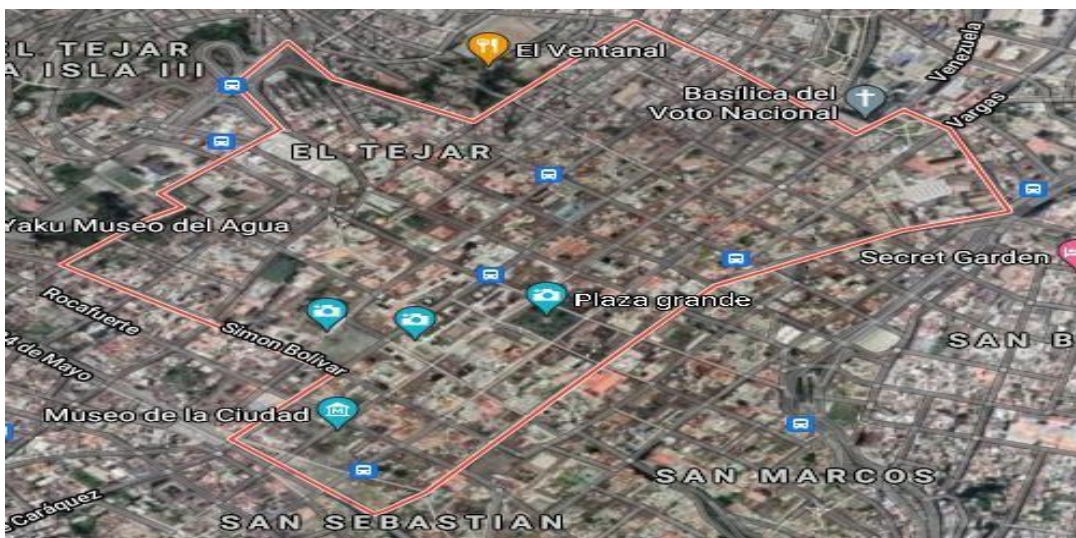 EL TEJAR
A ISLA III
El Ventanal
Venezuela
Basílica del
Voto Nacional
Vargas
EL TEJAR
Yaku Museo del Agua
Secret Garden
Rocafuerte
Plaza grande
Simon Bolivar
SAN B
24 de Mayo
Museo de la Ciudad
SAN MARCOS
Caráquez
SAN SEBASTIAN